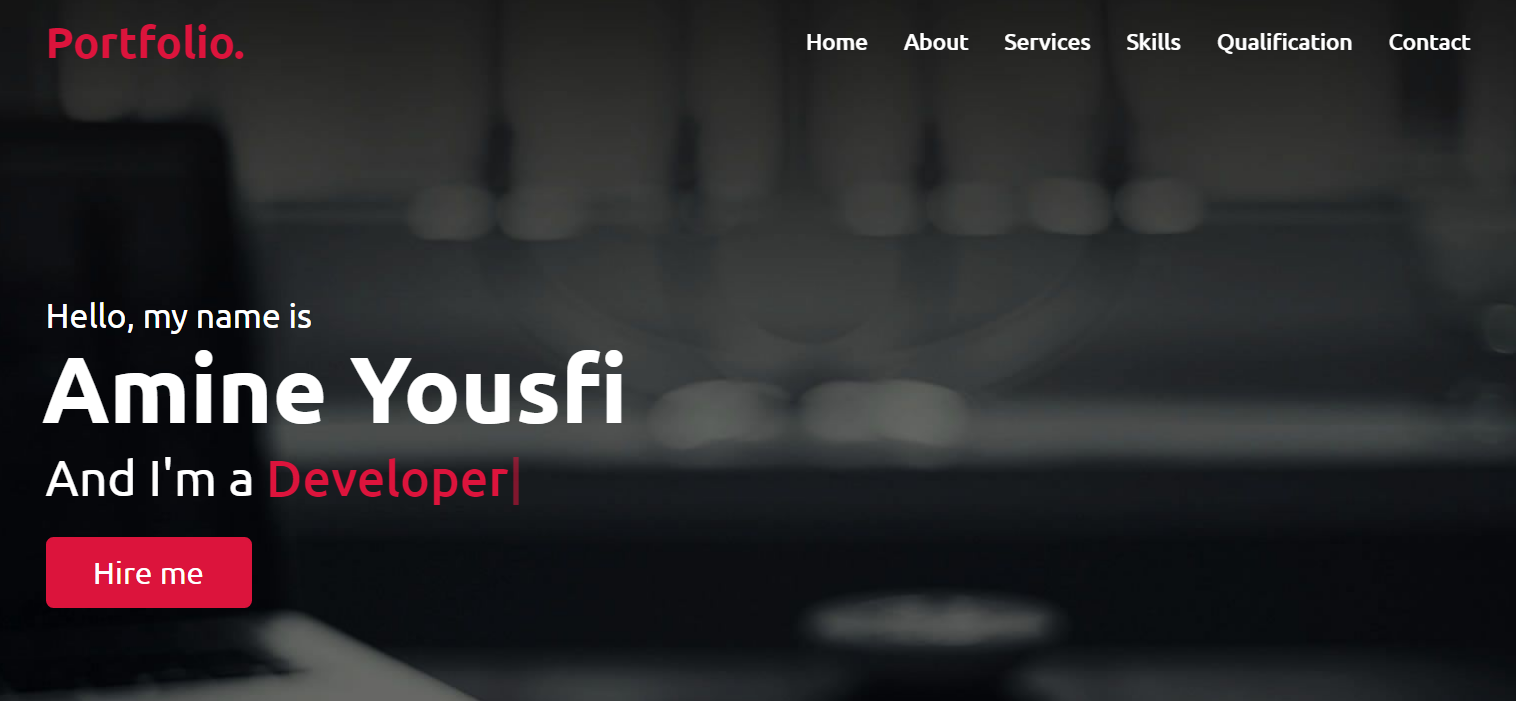 Portfolio.
Home About Services Skills Qualification Contact
Hello, my name is
Amine Yousfi
And I'm a Developer|
Hire me